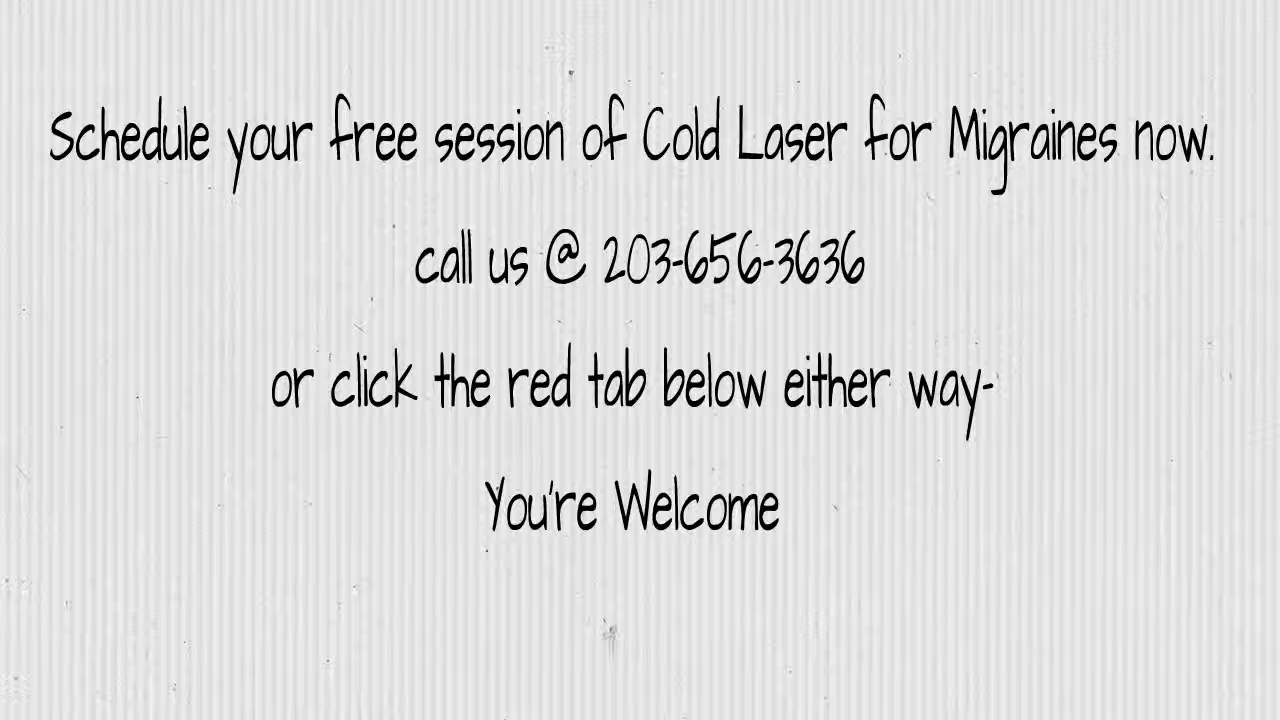 Schedule your free session of Cold Laser for Migraines now.
call us @ 203-656-3636
or click the red tab below either way-
You're Welcome